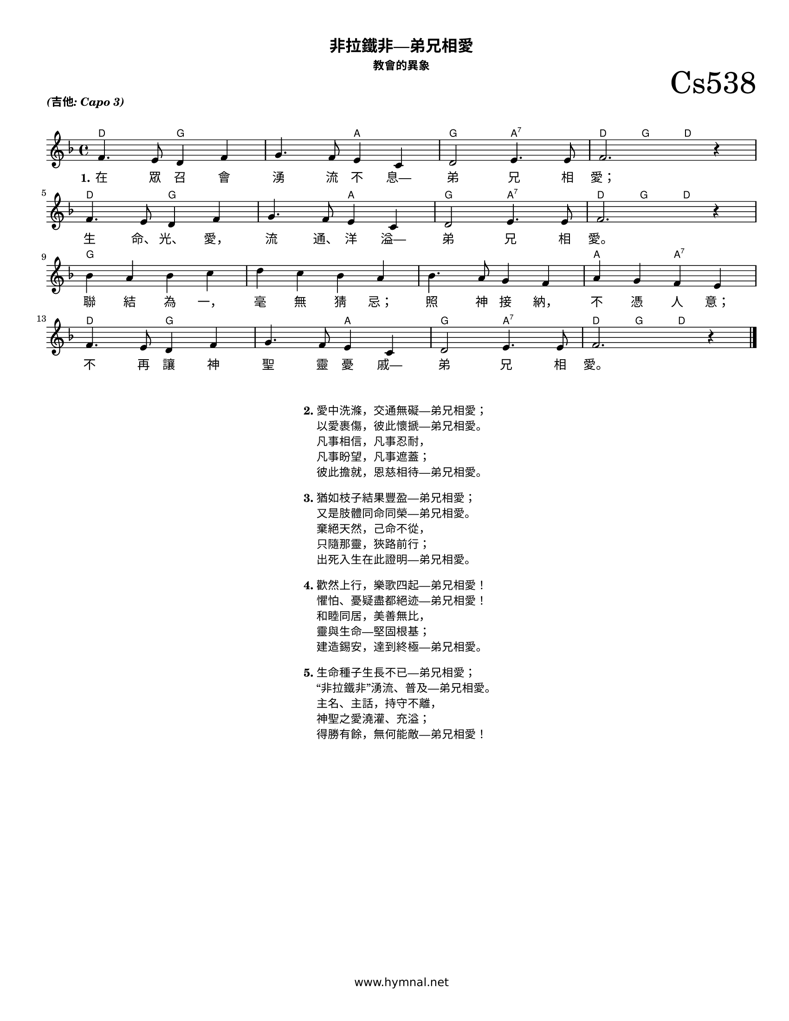 非拉鐵非—弟兄相愛
教會的異象
Cs538
(吉他: Capo 3)
D G A G A7 D G D
1. 在 眾 召 會 湧 流 不 息— 弟 兄 相 愛；
5
D G A G A7 D G D
生 命、光、愛， 流 通、洋 溢— 弟 兄 相 愛。
9
G A A7
聯 結 為 一， 毫 無 猜 忌； 照 神 接 納， 不 憑 人 意；
13
D G A G A7 D G D
不 再 讓 神 聖 靈 憂 戚— 弟 兄 相 愛。
2. 愛中洗滌，交通無礙—弟兄相愛；
以愛裹傷，彼此懷搋—弟兄相愛。
凡事相信，凡事忍耐，
凡事盼望，凡事遮蓋；
彼此擔就，恩慈相待—弟兄相愛。
3. 猶如枝子結果豐盈—弟兄相愛；
又是肢體同命同榮—弟兄相愛。
棄絕天然，己命不從，
只隨那靈，狹路前行；
出死入生在此證明—弟兄相愛。
4. 歡然上行，樂歌四起—弟兄相愛！
懼怕、憂疑盡都絕迹—弟兄相愛！
和睦同居，美善無比，
靈與生命—堅固根基；
建造錫安，達到終極—弟兄相愛。
5. 生命種子生長不已—弟兄相愛；
“非拉鐵非”湧流、普及—弟兄相愛。
主名、主話，持守不離，
神聖之愛澆灌、充溢；
得勝有餘，無何能敵—弟兄相愛！
www.hymnal.net